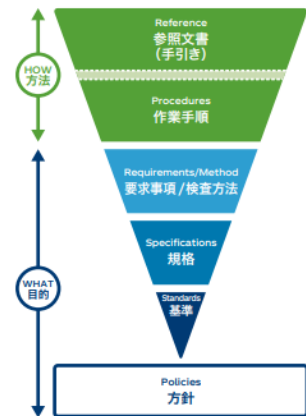 Reference
参照文書
(手引き)
HOW
方法
Procedures
作業手順
Requirements/Method
要求事項/検査方法
Specifications
規格
WHAT
目的
Standards
基準
Policies
方針